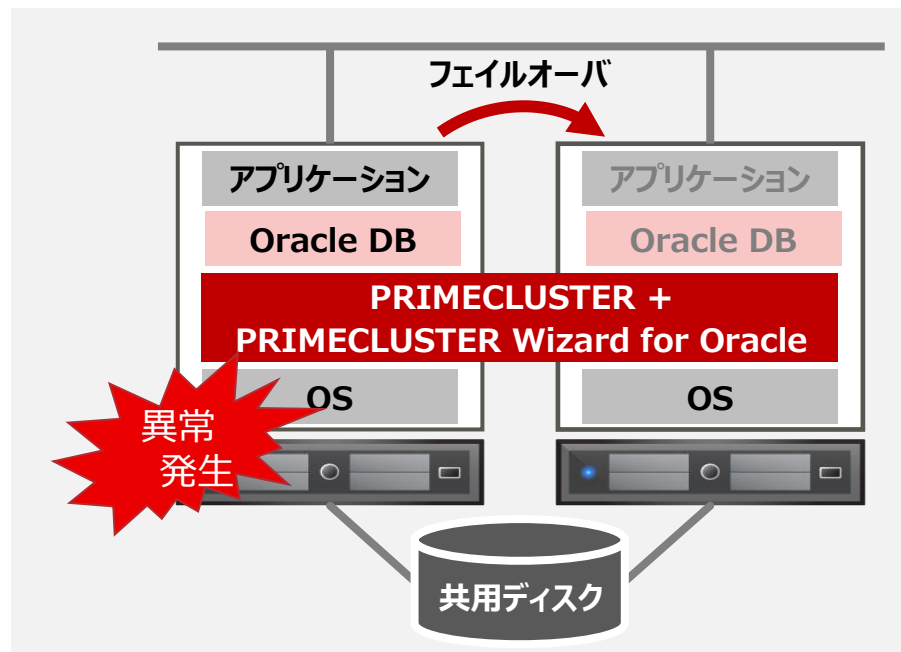 フェイルオーバ
アプリケーション
アプリケーション
Oracle DB
Oracle DB
PRIMECLUSTER +
PRIMECLUSTER Wizard for Oracle
OS
OS
異常
発生
共用ディスク